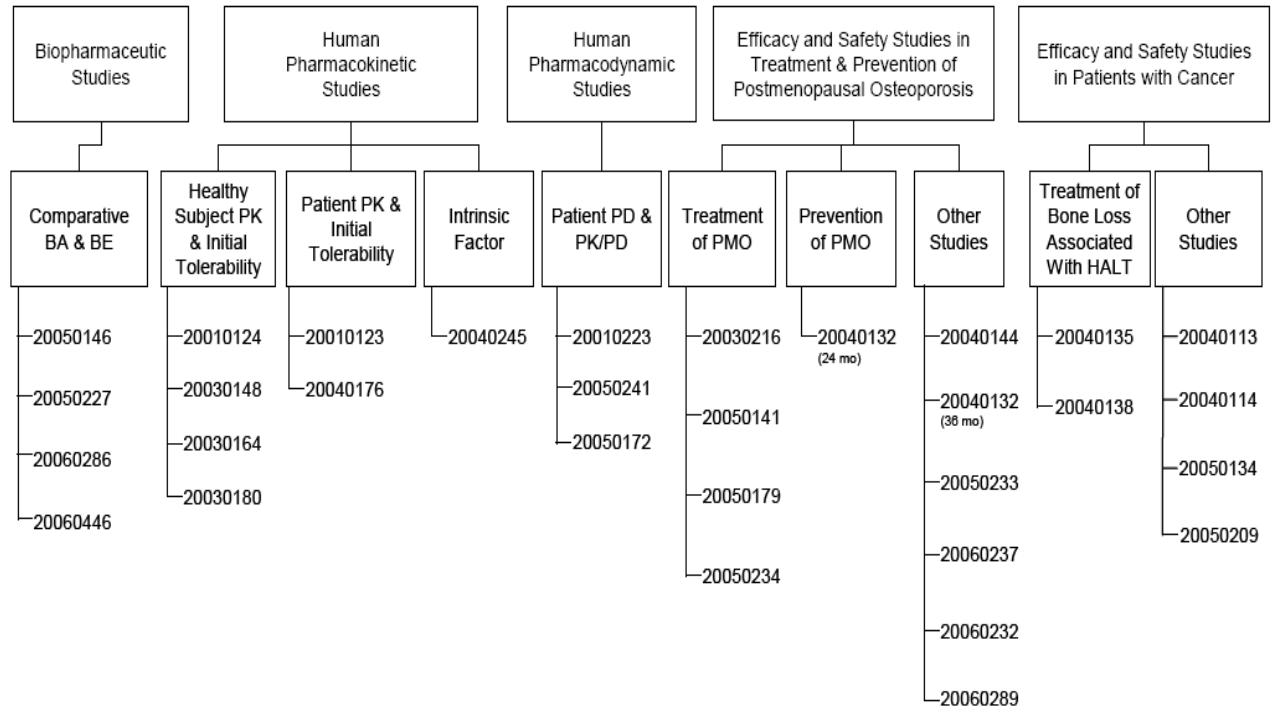 Biopharmaceutic
Studies
Human
Pharmacokinetic
Studies
Human
Pharmacodynamic
Studies
Efficacy and Safety Studies in
Treatment & Prevention of
Postmenopausal Osteoporosis
Efficacy and Safety Studies
in Patients with Cancer
Comparative
BA & BE
Healthy
Subject PK
& Initial
Tolerability
Patient PK &
Initial
Tolerability
Intrinsic
Factor
Patient PD &
PK/PD
Treatment
of PMO
Prevention
of PMO
Other
Studies
Treatment of
Bone Loss
Associated
With HALT
Other
Studies
20050146
20050227
20060286
20060446
20010124
20030148
20030164
20030180
20010123
20040176
20040245
20010223
20050241
20050172
20030216
20050141
20050179
20050234
20040132
(24 mo)
20040144
20040132
(36 mo)
20050233
20060237
20060232
20060289
20040135
20040138
20040113
20040114
20050134
20050209